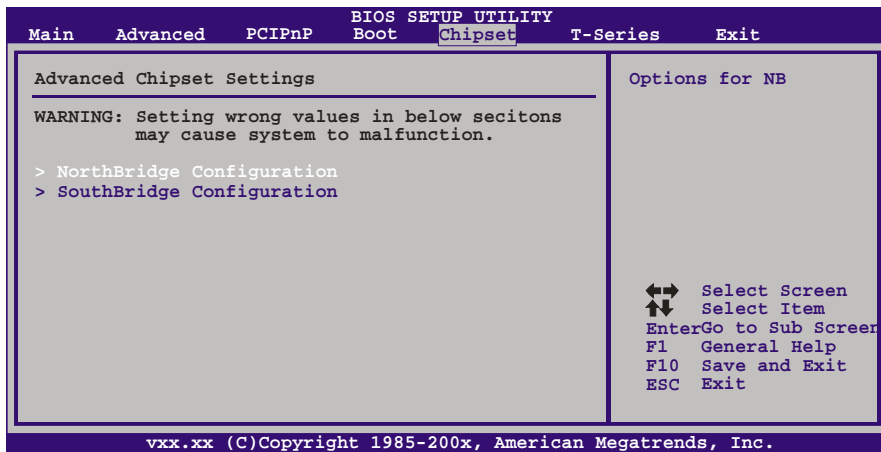 BIOS SETUP UTILITY
Main Advanced PCIPnP Boot Chipset T-Series Exit
Advanced Chipset Settings
WARNING: Setting wrong values in below secitons
may cause system to malfunction.
> NorthBridge Configuration
> SouthBridge Configuration
Options for NB
Select Screen
Select Item
EnterGo to Sub Screen
F1 General Help
F10 Save and Exit
ESC Exit
vxx.xx (C)Copyright 1985-200x, American Megatrends, Inc.